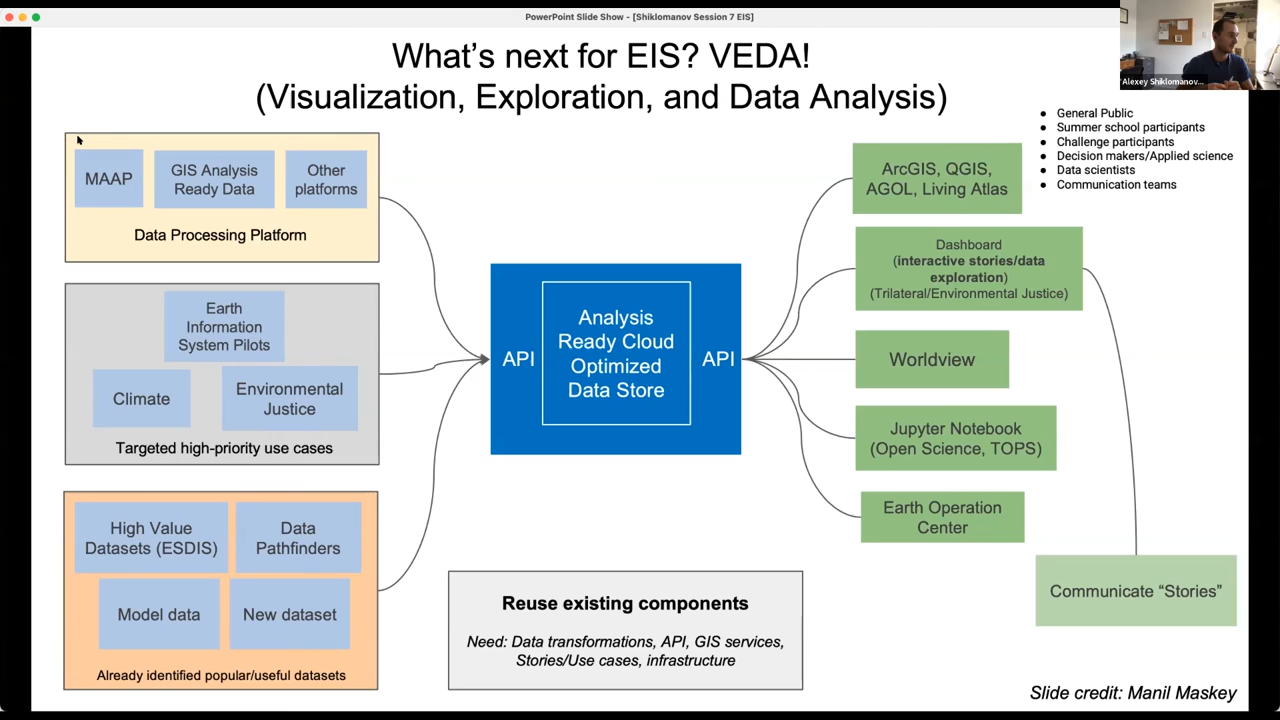 PowerPoint Slide Show - [Shiklomanov Session 7 EIS]
What's next for EIS? VEDA!
(Visualization, Exploration, and Data Analysis)
Alexey Shiklomanov...
● General Public
● Summer school participants
● Challenge participants
● Decision makers/Applied science
● Data scientists
● Communication teams
MAAP
GIS Analysis
Ready Data
Other
platforms
Data Processing Platform
Earth
Information
System Pilots
Climate
Environmental
Justice
Targeted high-priority use cases
High Value
Datasets (ESDIS)
Data
Pathfinders
Model data
New dataset
Already identified popular/useful datasets
API
Analysis
Ready Cloud
Optimized
Data Store
API
Reuse existing components
Need: Data transformations, API, GIS services,
Stories/Use cases, infrastructure
ArcGIS, QGIS,
AGOL, Living Atlas
Dashboard
(interactive stories/data
exploration)
(Trilateral/Environmental Justice)
Worldview
Jupyter Notebook
(Open Science, TOPS)
Earth Operation
Center
Communicate “Stories”
Slide credit: Manil Maskey